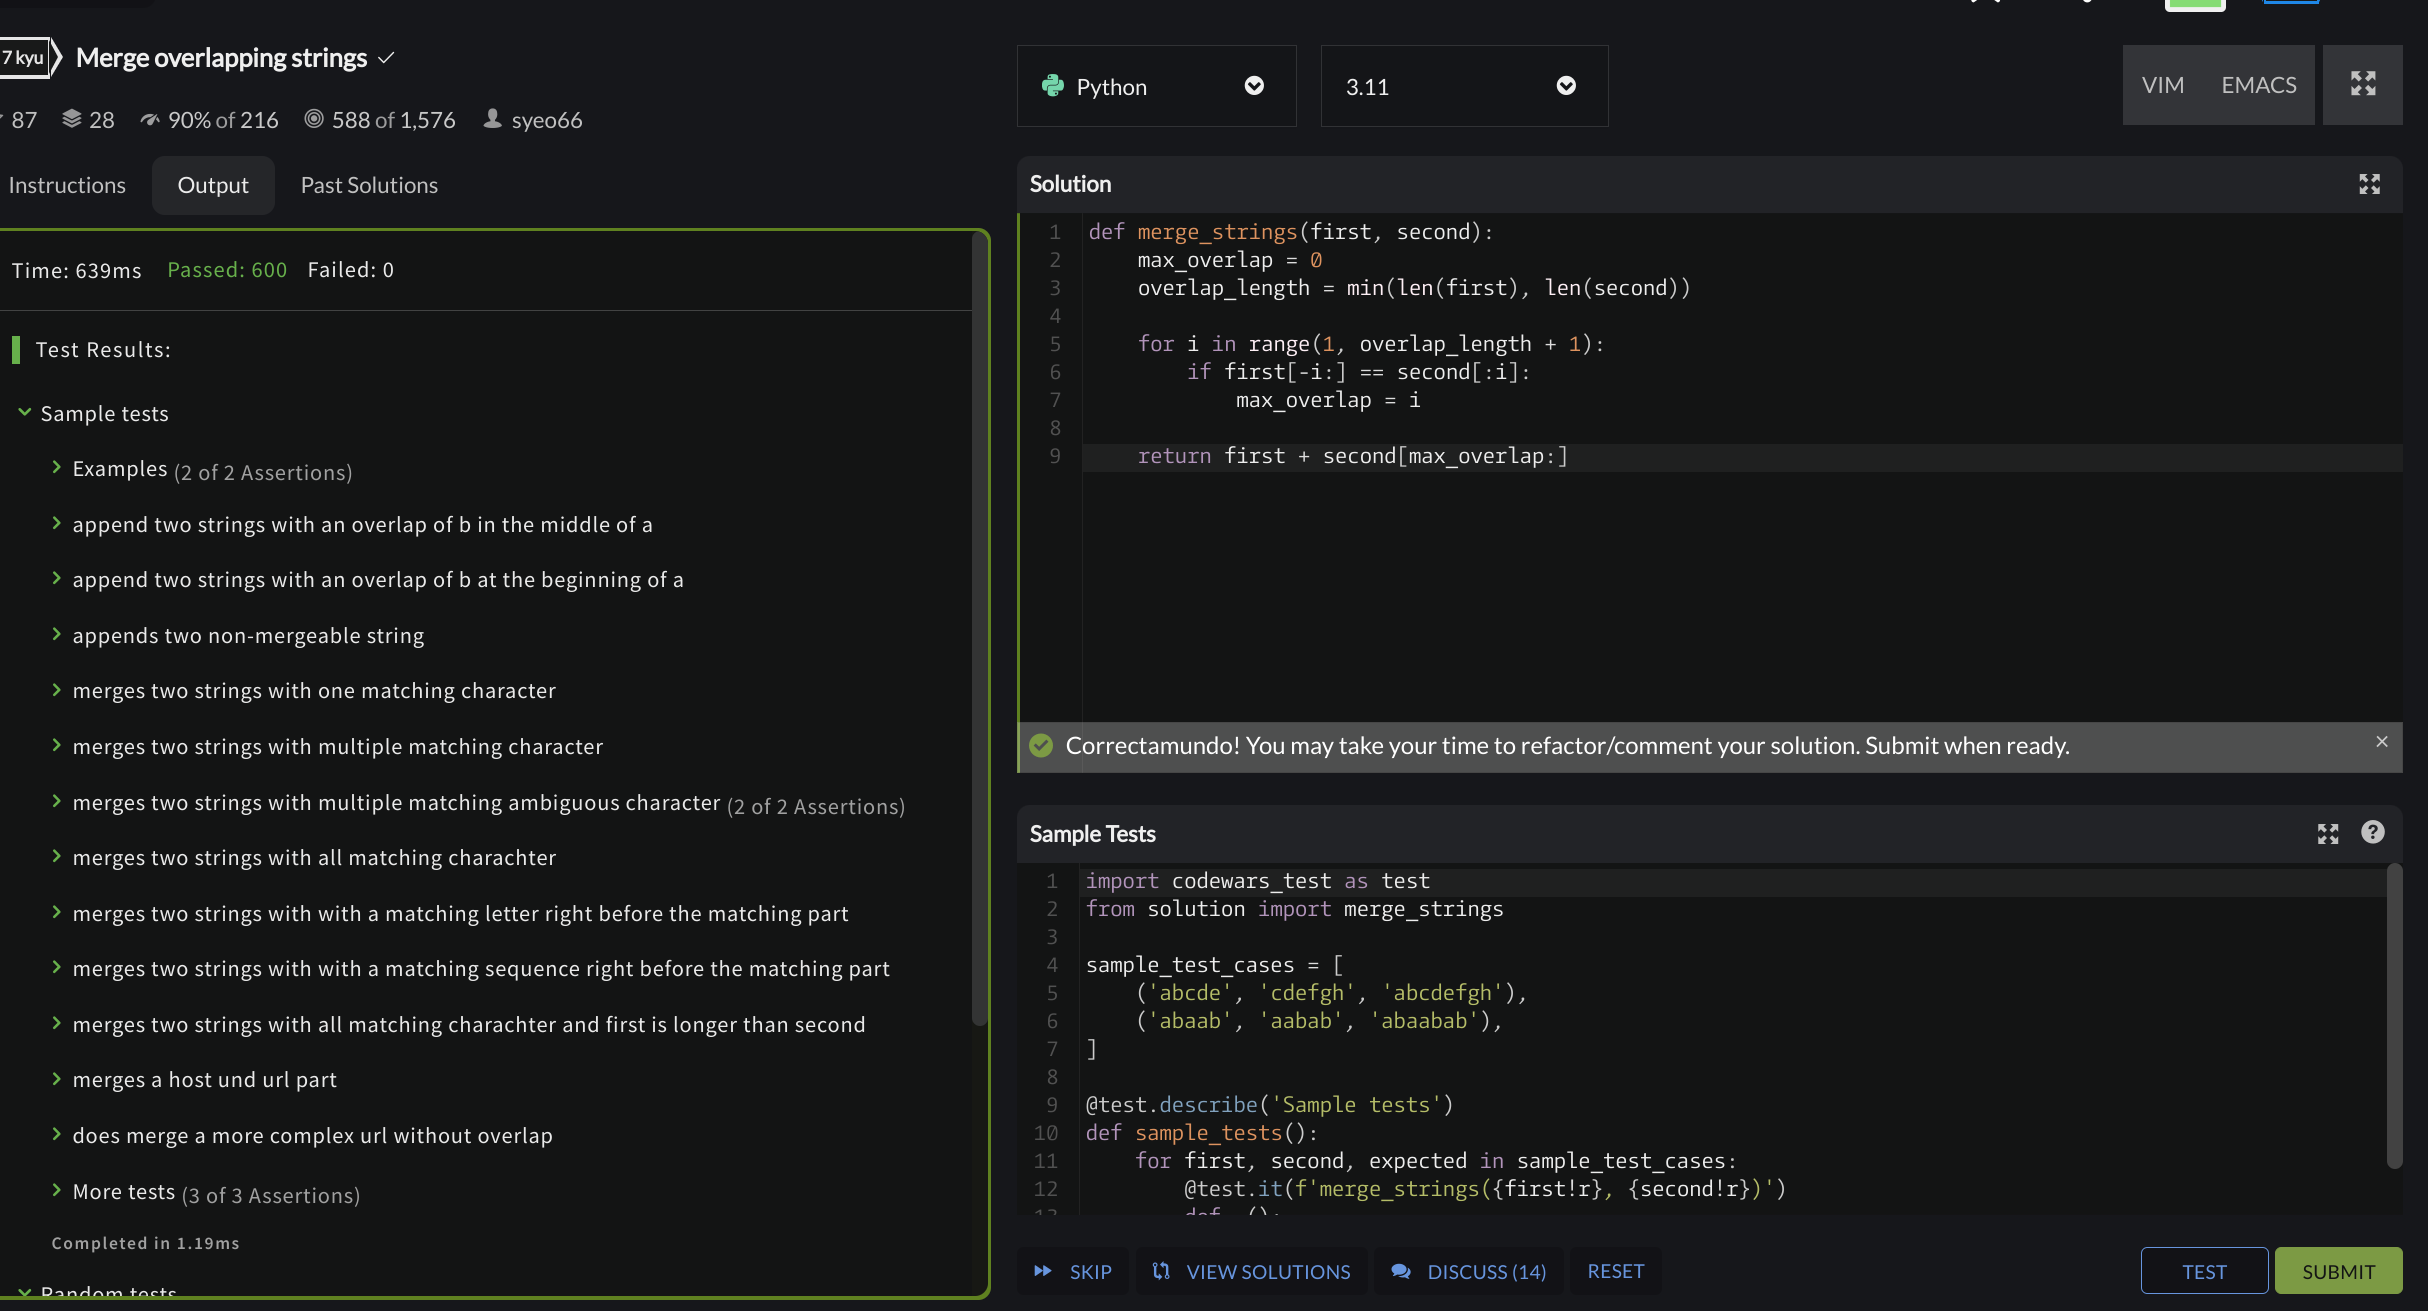 7 kyu Merge overlapping strings
87 28 90% of 216 588 of 1,576 syeo66
Instructions Output Past Solutions
Time: 639ms Passed: 600 Failed: 0
Test Results:
Sample tests
Examples (2 of 2 Assertions)
append two strings with an overlap of b in the middle of a
append two strings with an overlap of b at the beginning of a
appends two non-mergeable string
merges two strings with one matching character
merges two strings with multiple matching character
merges two strings with multiple matching ambiguous character (2 of 2 Assertions)
merges two strings with all matching charachter
merges two strings with with a matching letter right before the matching part
merges two strings with with a matching sequence right before the matching part
merges two strings with all matching charachter and first is longer than second
merges a host und url part
does merge a more complex url without overlap
More tests (3 of 3 Assertions)
Completed in 1.19ms
Random tests
Python 3.11 VIM EMACS
Solution
1 def merge_strings(first, second):
2     max_overlap = 0
3     overlap_length = min(len(first), len(second))
4
5     for i in range(1, overlap_length + 1):
6         if first[-i:] == second[:i]:
7             max_overlap = i
8
9     return first + second[max_overlap:]
Correctamundo! You may take your time to refactor/comment your solution. Submit when ready.
Sample Tests
1 import codewars_test as test
2 from solution import merge_strings
3
4 sample_test_cases = [
5     ('abcde', 'cdefgh', 'abcdefgh'),
6     ('abaab', 'aabab', 'abaabab'),
7 ]
8
9 @test.describe('Sample tests')
10 def sample_tests():
11     for first, second, expected in sample_test_cases:
12         @test.it(f'merge_strings({first!r}, {second!r})')
13         def _():
SKIP VIEW SOLUTIONS DISCUSS (14) RESET TEST SUBMIT